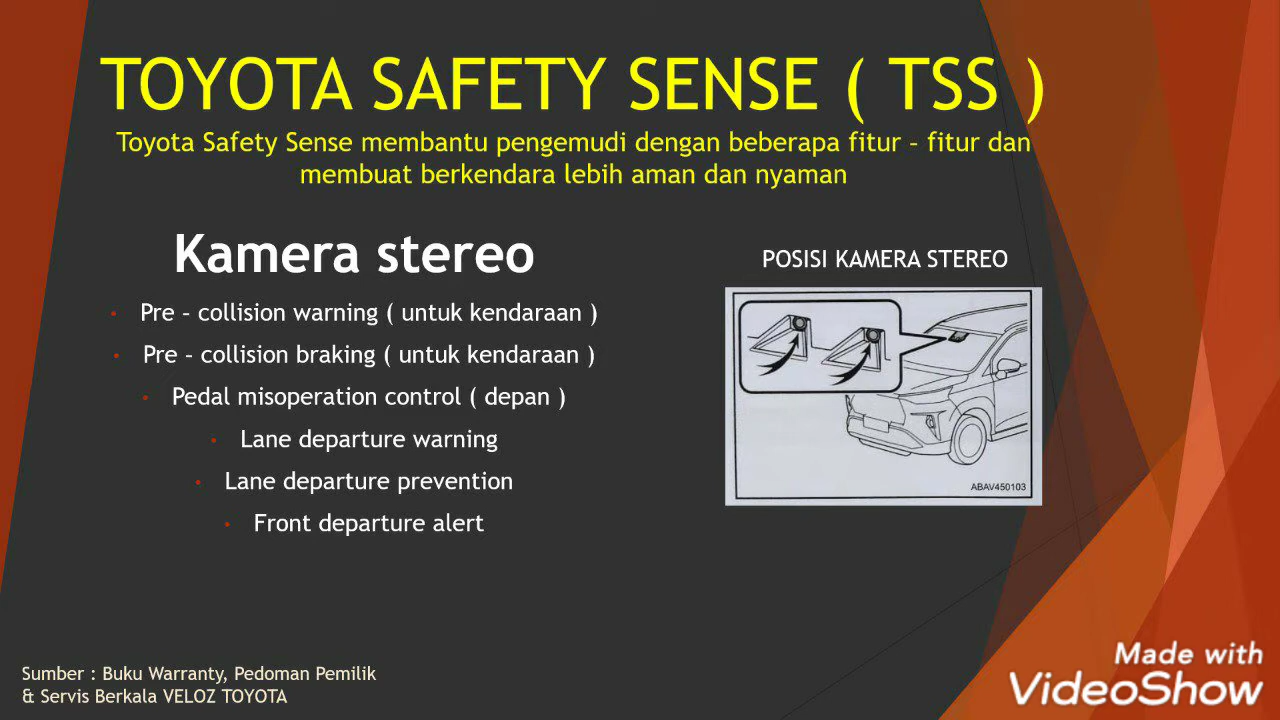 TOYOTA SAFETY SENSE ( TSS )
Toyota Safety Sense membantu pengemudi dengan beberapa fitur – fitur dan
membuat berkendara lebih aman dan nyaman
Kamera stereo
• Pre – collision warning ( untuk kendaraan )
• Pre – collision braking ( untuk kendaraan )
• Pedal misoperation control ( depan )
• Lane departure warning
• Lane departure prevention
• Front departure alert
POSISI KAMERA STEREO
ABAV450103
Sumber : Buku Warranty, Pedoman Pemilik
& Servis Berkala VELOZ TOYOTA
Made with
VideoShow